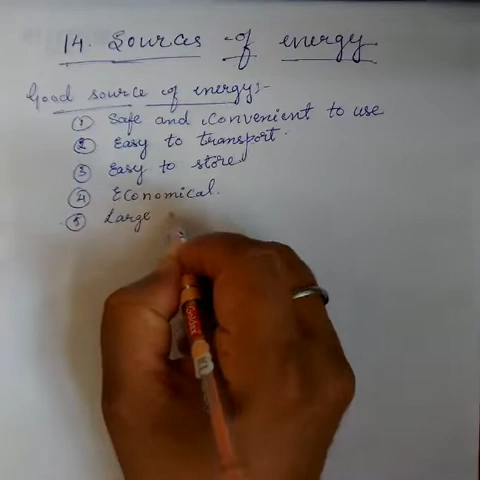 14. Sources of energy
Good source of energy:-
① Safe and convenient to use
② Easy to transport.
③ Easy to store
④ Economical.
⑤ Large